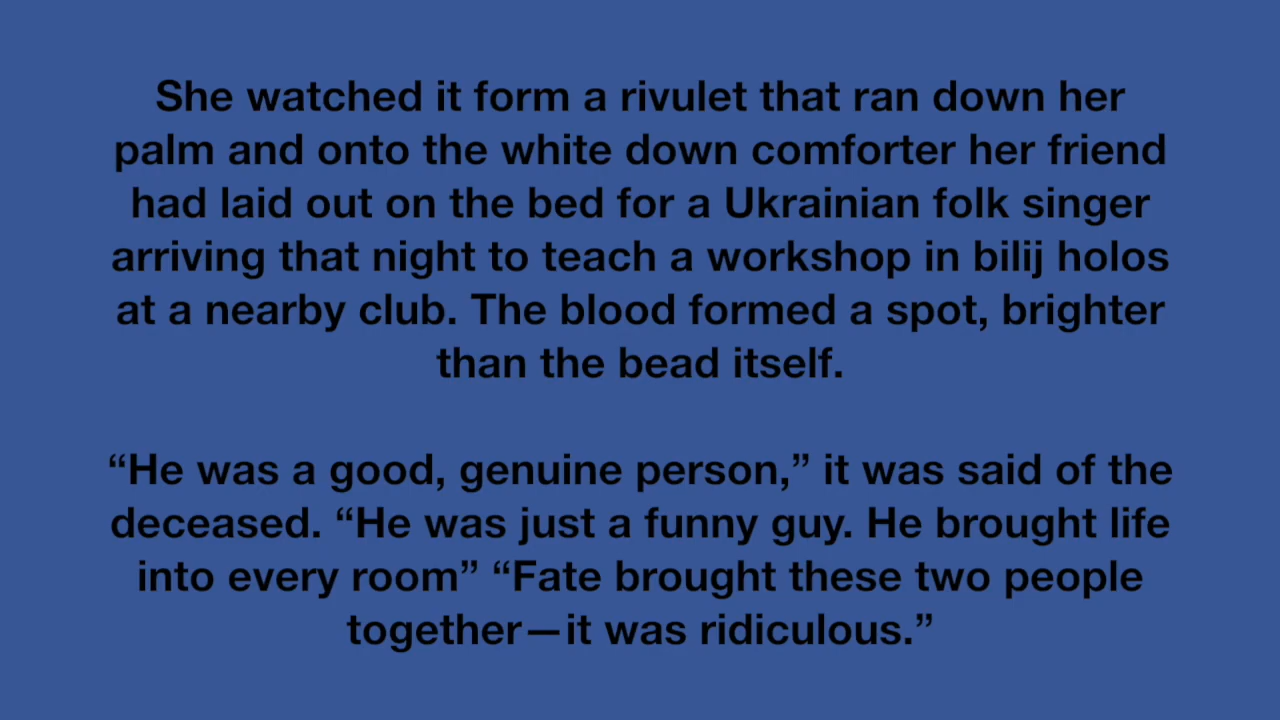 She watched it form a rivulet that ran down her
palm and onto the white down comforter her friend
had laid out on the bed for a Ukrainian folk singer
arriving that night to teach a workshop in bilij holos
at a nearby club. The blood formed a spot, brighter
than the bead itself.
“He was a good, genuine person,” it was said of the
deceased. “He was just a funny guy. He brought life
into every room” “Fate brought these two people
together—it was ridiculous.”